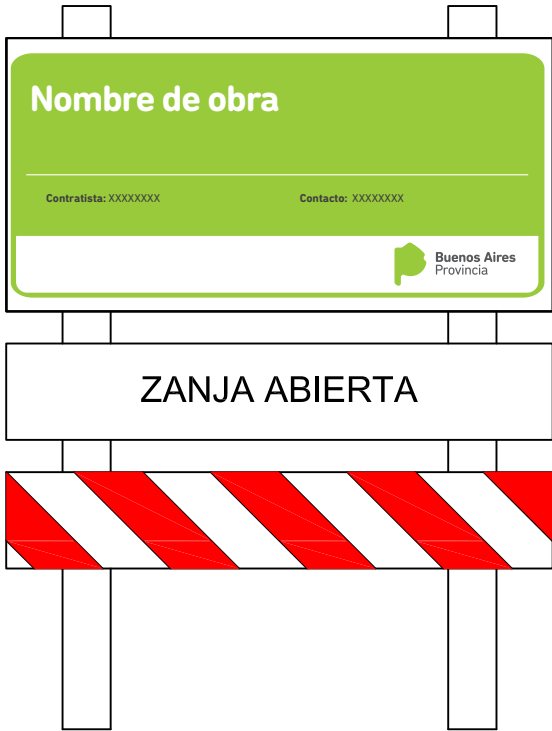 Nombre de obra
Contratista: XXXXXXXX Contacto: XXXXXXXX
Buenos Aires
Provincia
ZANJA ABIERTA